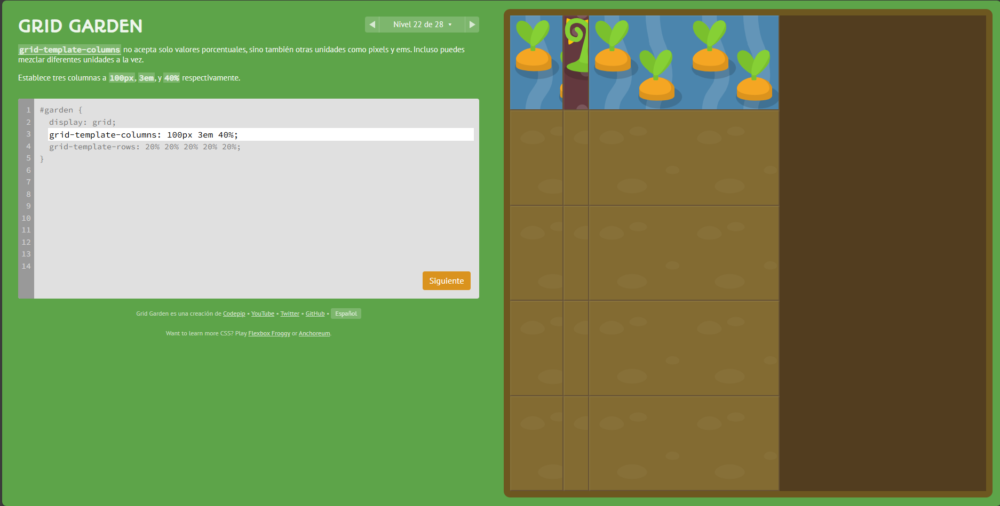 GRID GARDEN
◀ Nivel 22 de 28 ▾ ▶
grid-template-columns no acepta solo valores porcentuales, sino también otras unidades como pixels y ems. Incluso puedes
mezclar diferentes unidades a la vez.
Establece tres columnas a 100px, 3em, y 40% respectivamente.
1 #garden {
2 display: grid;
3 grid-template-columns: 100px 3em 40%;
4 grid-template-rows: 20% 20% 20% 20% 20%;
5 }
6
7
8
9
10
11
12
13
14
Siguiente
Grid Garden es una creación de Codepip • YouTube • Twitter • GitHub • Español
Want to learn more CSS? Play Flexbox Froggy or Anchoreum.